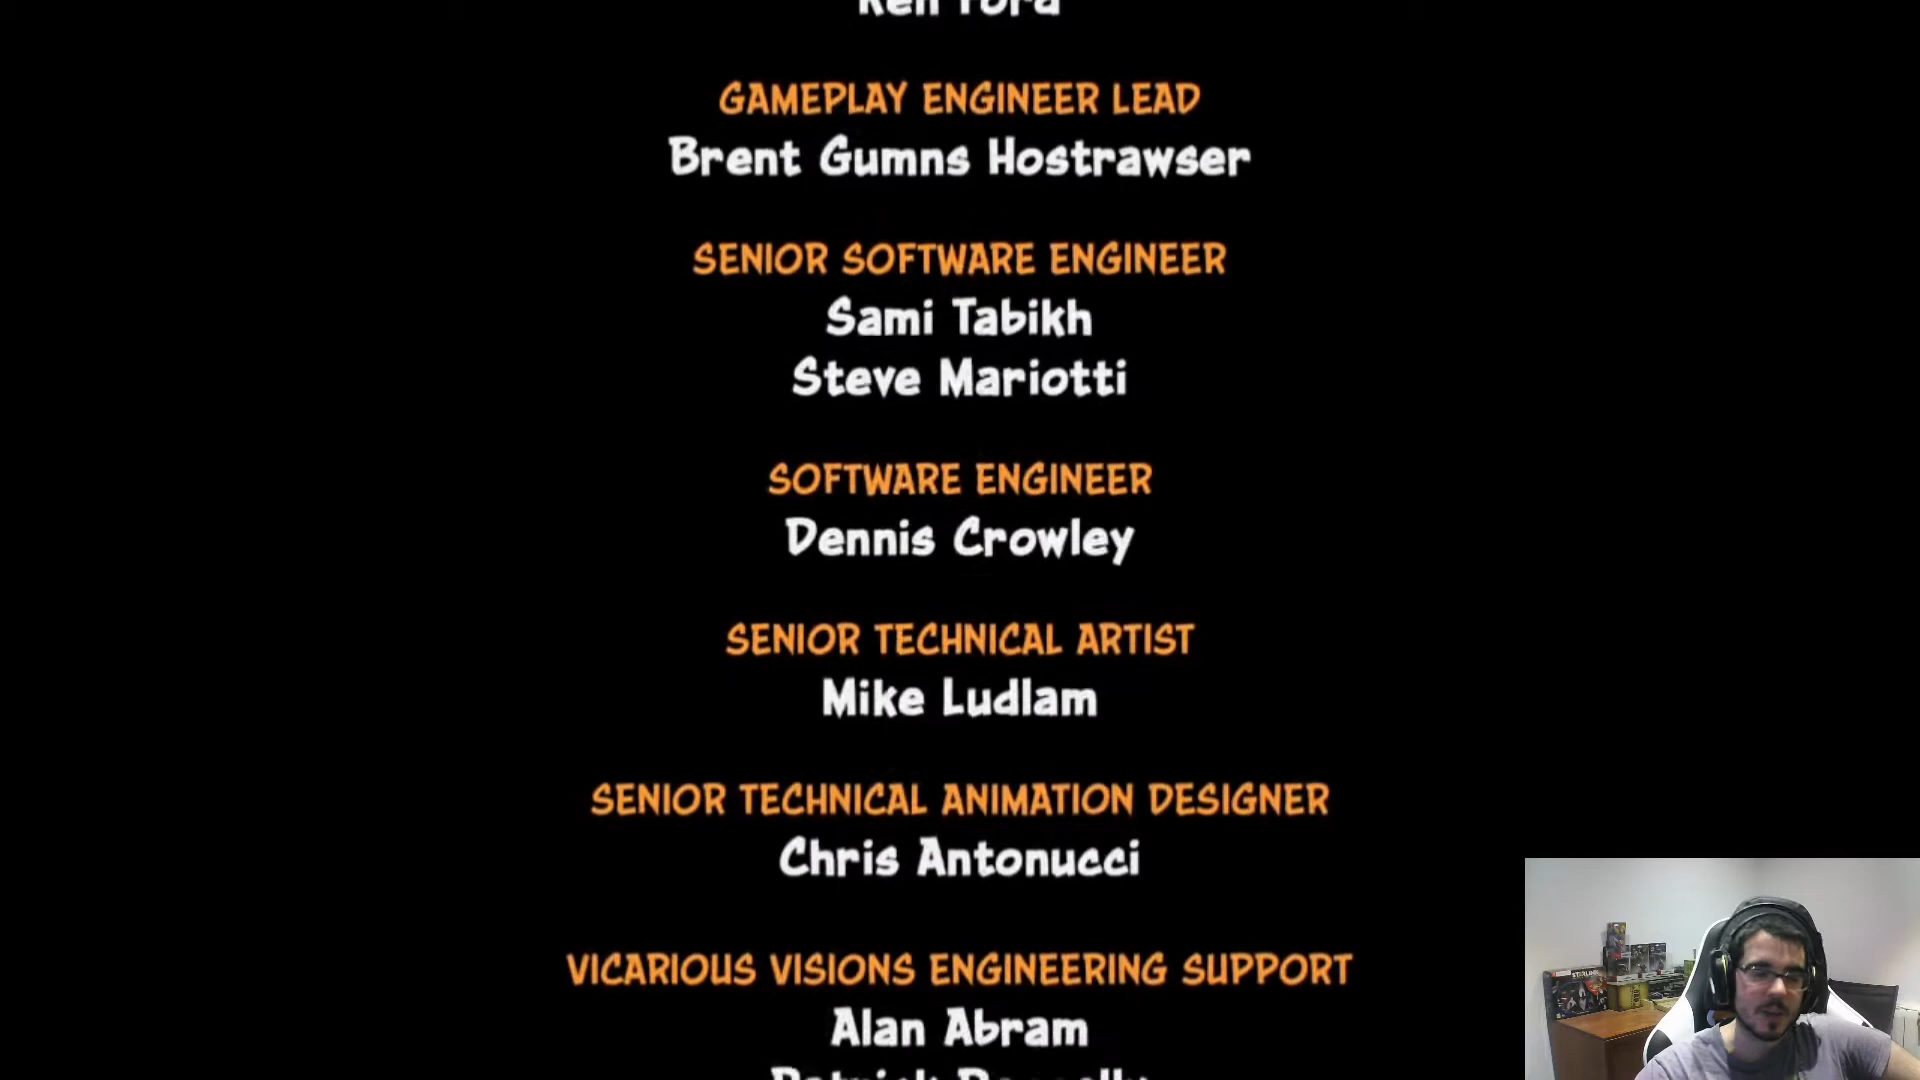 GAMEPLAY ENGINEER LEAD
Brent Gumns Hostrawser
SENIOR SOFTWARE ENGINEER
Sami Tabikh
Steve Mariotti
SOFTWARE ENGINEER
Dennis Crowley
SENIOR TECHNICAL ARTIST
Mike Ludlam
SENIOR TECHNICAL ANIMATION DESIGNER
Chris Antonucci
VICARIOUS VISIONS ENGINEERING SUPPORT
Alan Abram
STARLINK